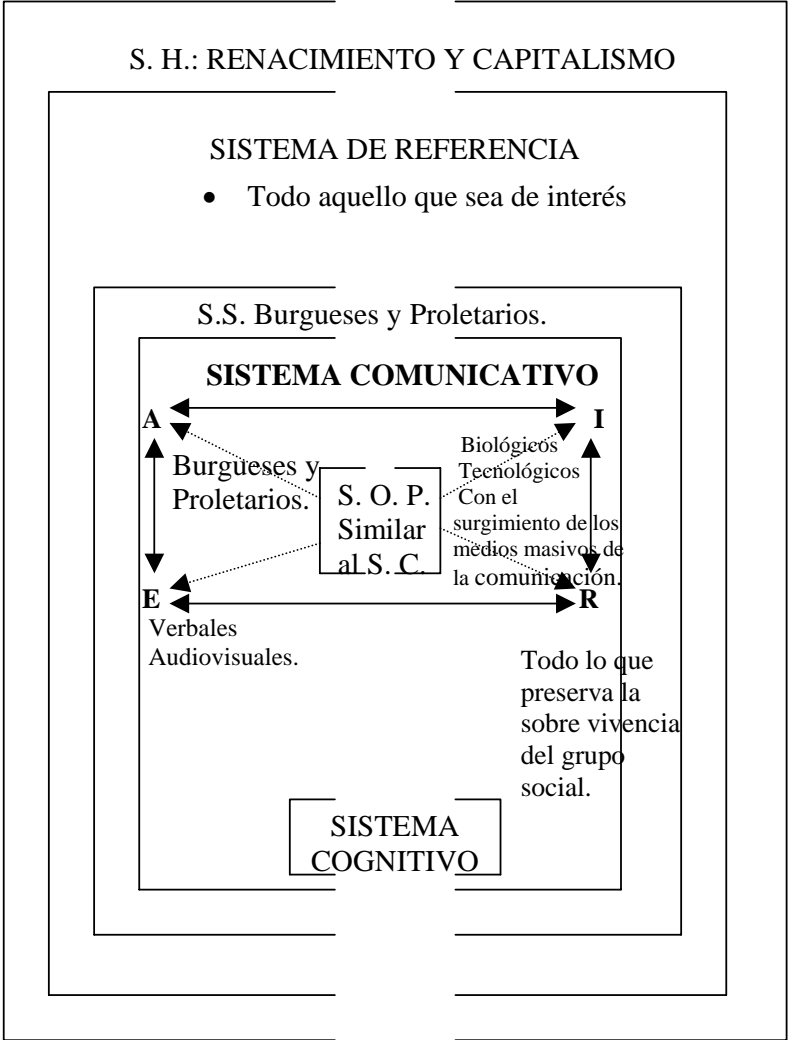 S. H.: RENACIMIENTO Y CAPITALISMO
SISTEMA DE REFERENCIA
• Todo aquello que sea de interés
S.S. Burgueses y Proletarios.
SISTEMA COMUNICATIVO
A
I
Burgueses y
Proletarios.
S. O. P.
Similar
al S. C.
Biológicos
Tecnológicos
Con el
surgimiento de los
medios masivos de
la comunicación.
E
R
Verbales
Audiovisuales.
Todo lo que
preserva la
sobre vivencia
del grupo
social.
SISTEMA
COGNITIVO